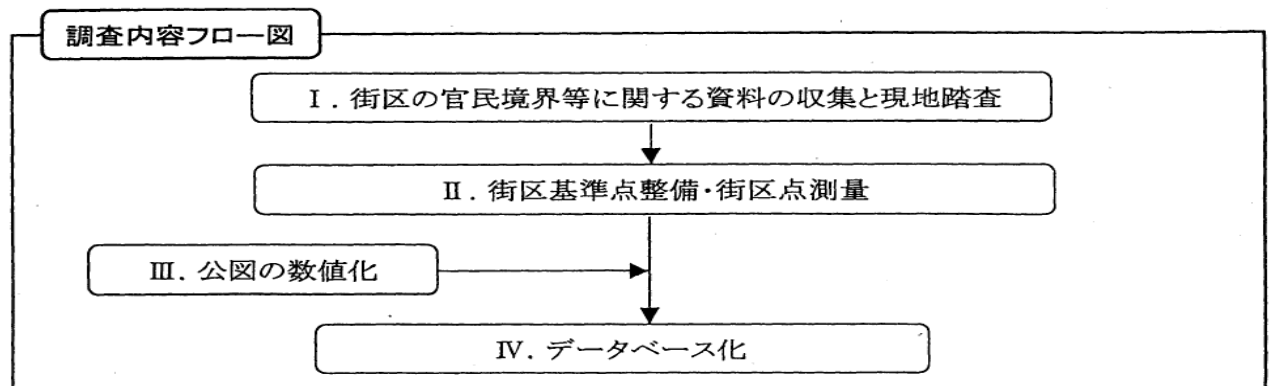 調査内容フロー図
Ⅰ．街区の官民境界等に関する資料の収集と現地踏査
Ⅱ．街区基準点整備・街区点測量
Ⅲ．公図の数値化
Ⅳ．データベース化